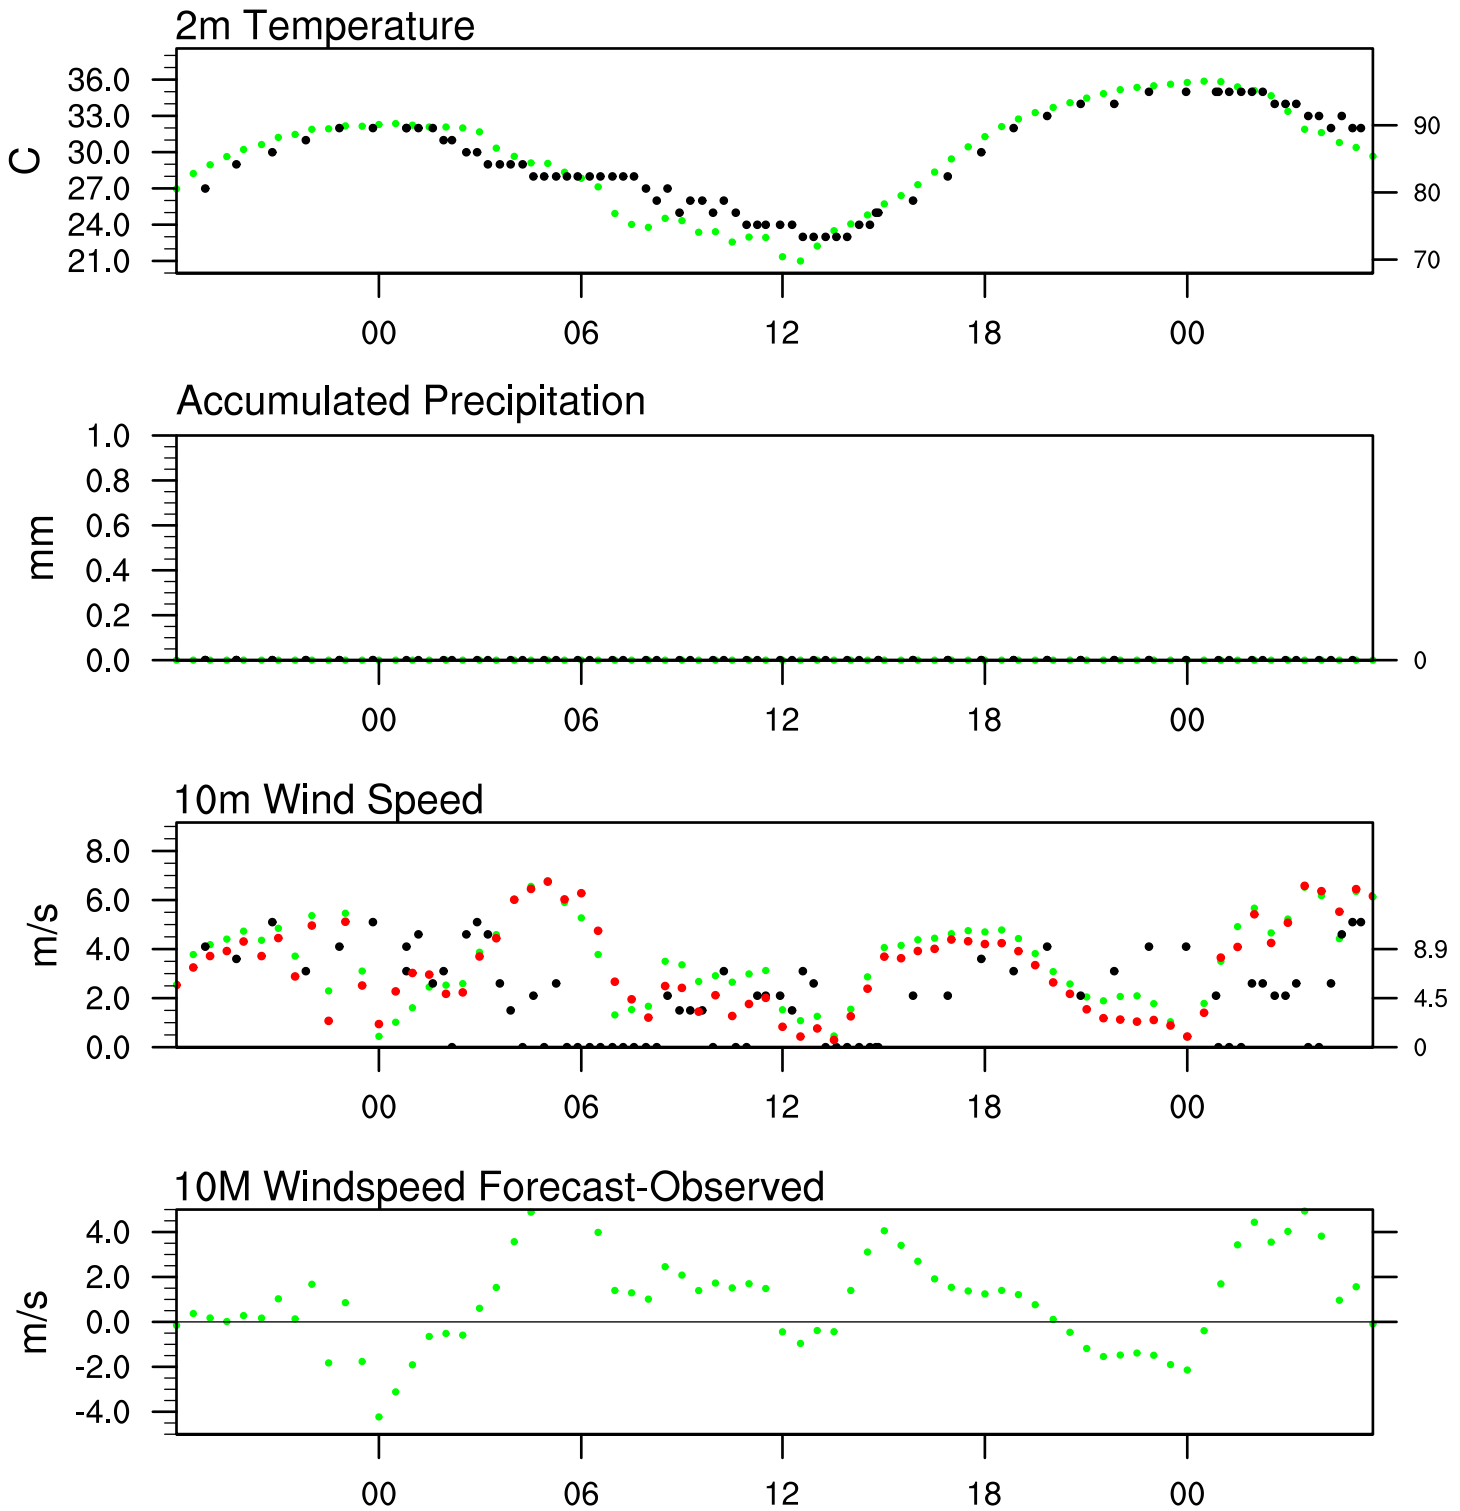 2m Temperature
36.0
33.0
30.0
27.0
24.0
21.0
C
90
80
70
00 06 12 18 00
Accumulated Precipitation
1.0
0.8
0.6
0.4
0.2
0.0
mm
0
00 06 12 18 00
10m Wind Speed
8.0
6.0
4.0
2.0
0.0
m/s
8.9
4.5
0
00 06 12 18 00
10M Windspeed Forecast-Observed
4.0
2.0
0.0
-2.0
-4.0
m/s
00 06 12 18 00